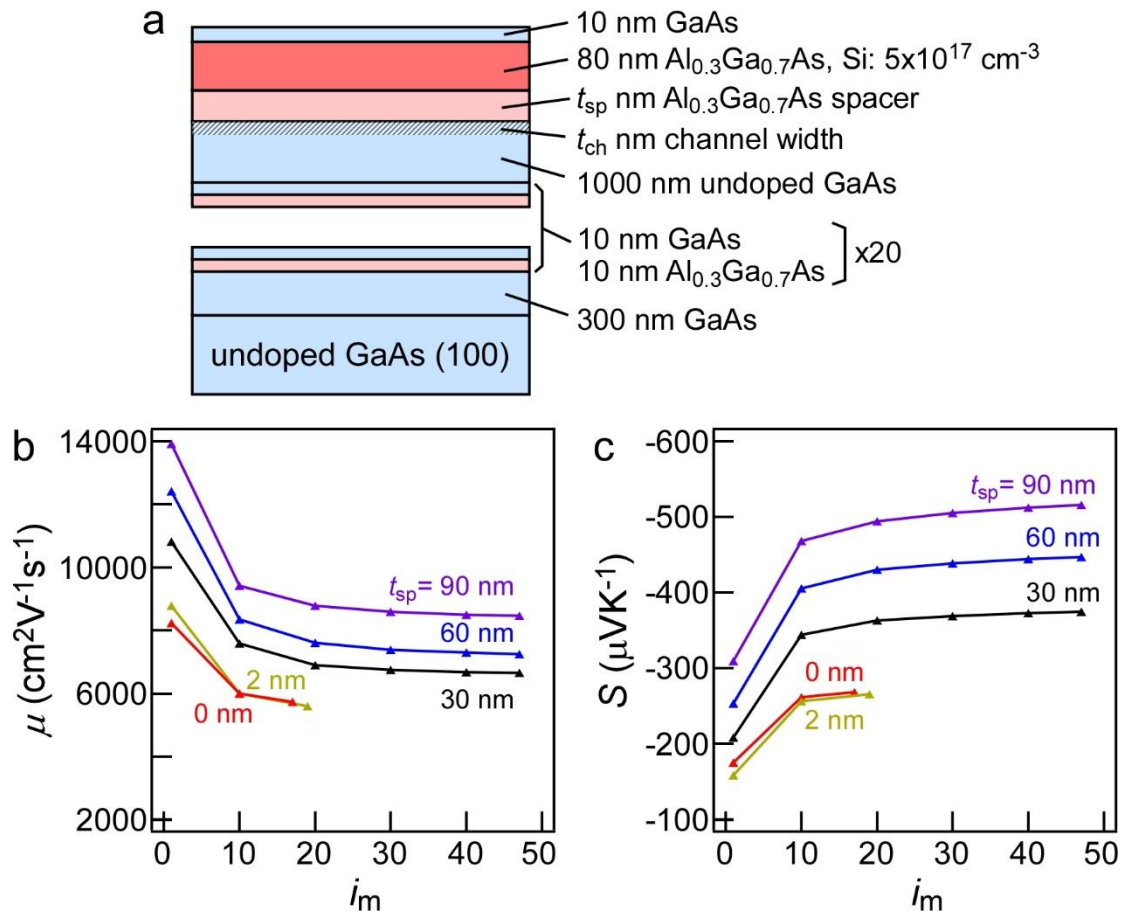 a
10 nm GaAs
80 nm Al0.3Ga0.7As, Si: 5x10^17 cm^-3
tsp nm Al0.3Ga0.7As spacer
tch nm channel width
1000 nm undoped GaAs
10 nm GaAs
10 nm Al0.3Ga0.7As
x20
300 nm GaAs
undoped GaAs (100)
b
14000
10000
6000
2000
μ (cm²V⁻¹s⁻¹)
tsp= 90 nm
60 nm
30 nm
2 nm
0 nm
0 10 20 30 40 50
im
c
-600
-500
-400
-300
-200
-100
S (μVK⁻¹)
tsp= 90 nm
60 nm
30 nm
0 nm
2 nm
0 10 20 30 40 50
im